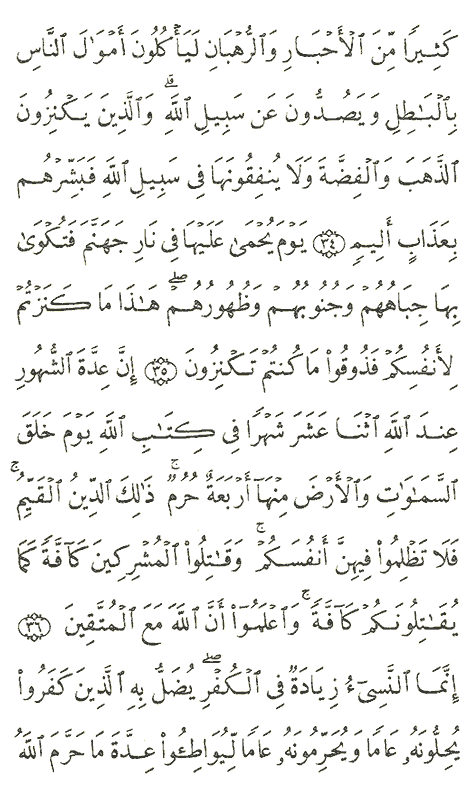 كَثِيرًا مِّنَ ٱلْأَحْبَارِ وَٱلرُّهْبَانِ لَيَأْكُلُونَ أَمْوَٰلَ ٱلنَّاسِ
بِٱلْبَٰطِلِ وَيَصُدُّونَ عَن سَبِيلِ ٱللَّهِۗ وَٱلَّذِينَ يَكْنِزُونَ
ٱلذَّهَبَ وَٱلْفِضَّةَ وَلَا يُنفِقُونَهَا فِى سَبِيلِ ٱللَّهِ فَبَشِّرْهُم
بِعَذَابٍ أَلِيمٍ ٣٤ يَوْمَ يُحْمَىٰ عَلَيْهَا فِى نَارِ جَهَنَّمَ فَتُكْوَىٰ
بِهَا جِبَاهُهُمْ وَجُنُوبُهُمْ وَظُهُورُهُمْۖ هَٰذَا مَا كَنَزْتُمْ
لِأَنفُسِكُمْ فَذُوقُوا۟ مَا كُنتُمْ تَكْنِزُونَ ٣٥ إِنَّ عِدَّةَ ٱلشُّهُورِ
عِندَ ٱللَّهِ ٱثْنَا عَشَرَ شَهْرًا فِى كِتَٰبِ ٱللَّهِ يَوْمَ خَلَقَ
ٱلسَّمَٰوَٰتِ وَٱلْأَرْضَ مِنْهَآ أَرْبَعَةٌ حُرُمٌۚ ذَٰلِكَ ٱلدِّينُ ٱلْقَيِّمُۚ
فَلَا تَظْلِمُوا۟ فِيهِنَّ أَنفُسَكُمْۚ وَقَٰتِلُوا۟ ٱلْمُشْرِكِينَ كَآفَّةً كَمَا
يُقَٰتِلُونَكُمْ كَآفَّةًۚ وَٱعْلَمُوٓا۟ أَنَّ ٱللَّهَ مَعَ ٱلْمُتَّقِينَ ٣٦
إِنَّمَا ٱلنَّسِىٓءُ زِيَادَةٌ فِى ٱلْكُفْرِۖ يُضَلُّ بِهِ ٱلَّذِينَ كَفَرُوا۟
يُحِلُّونَهُۥ عَامًا وَيُحَرِّمُونَهُۥ عَامًا لِّيُوَاطِـُٔوا۟ عِدَّةَ مَا حَرَّمَ ٱللَّهُ